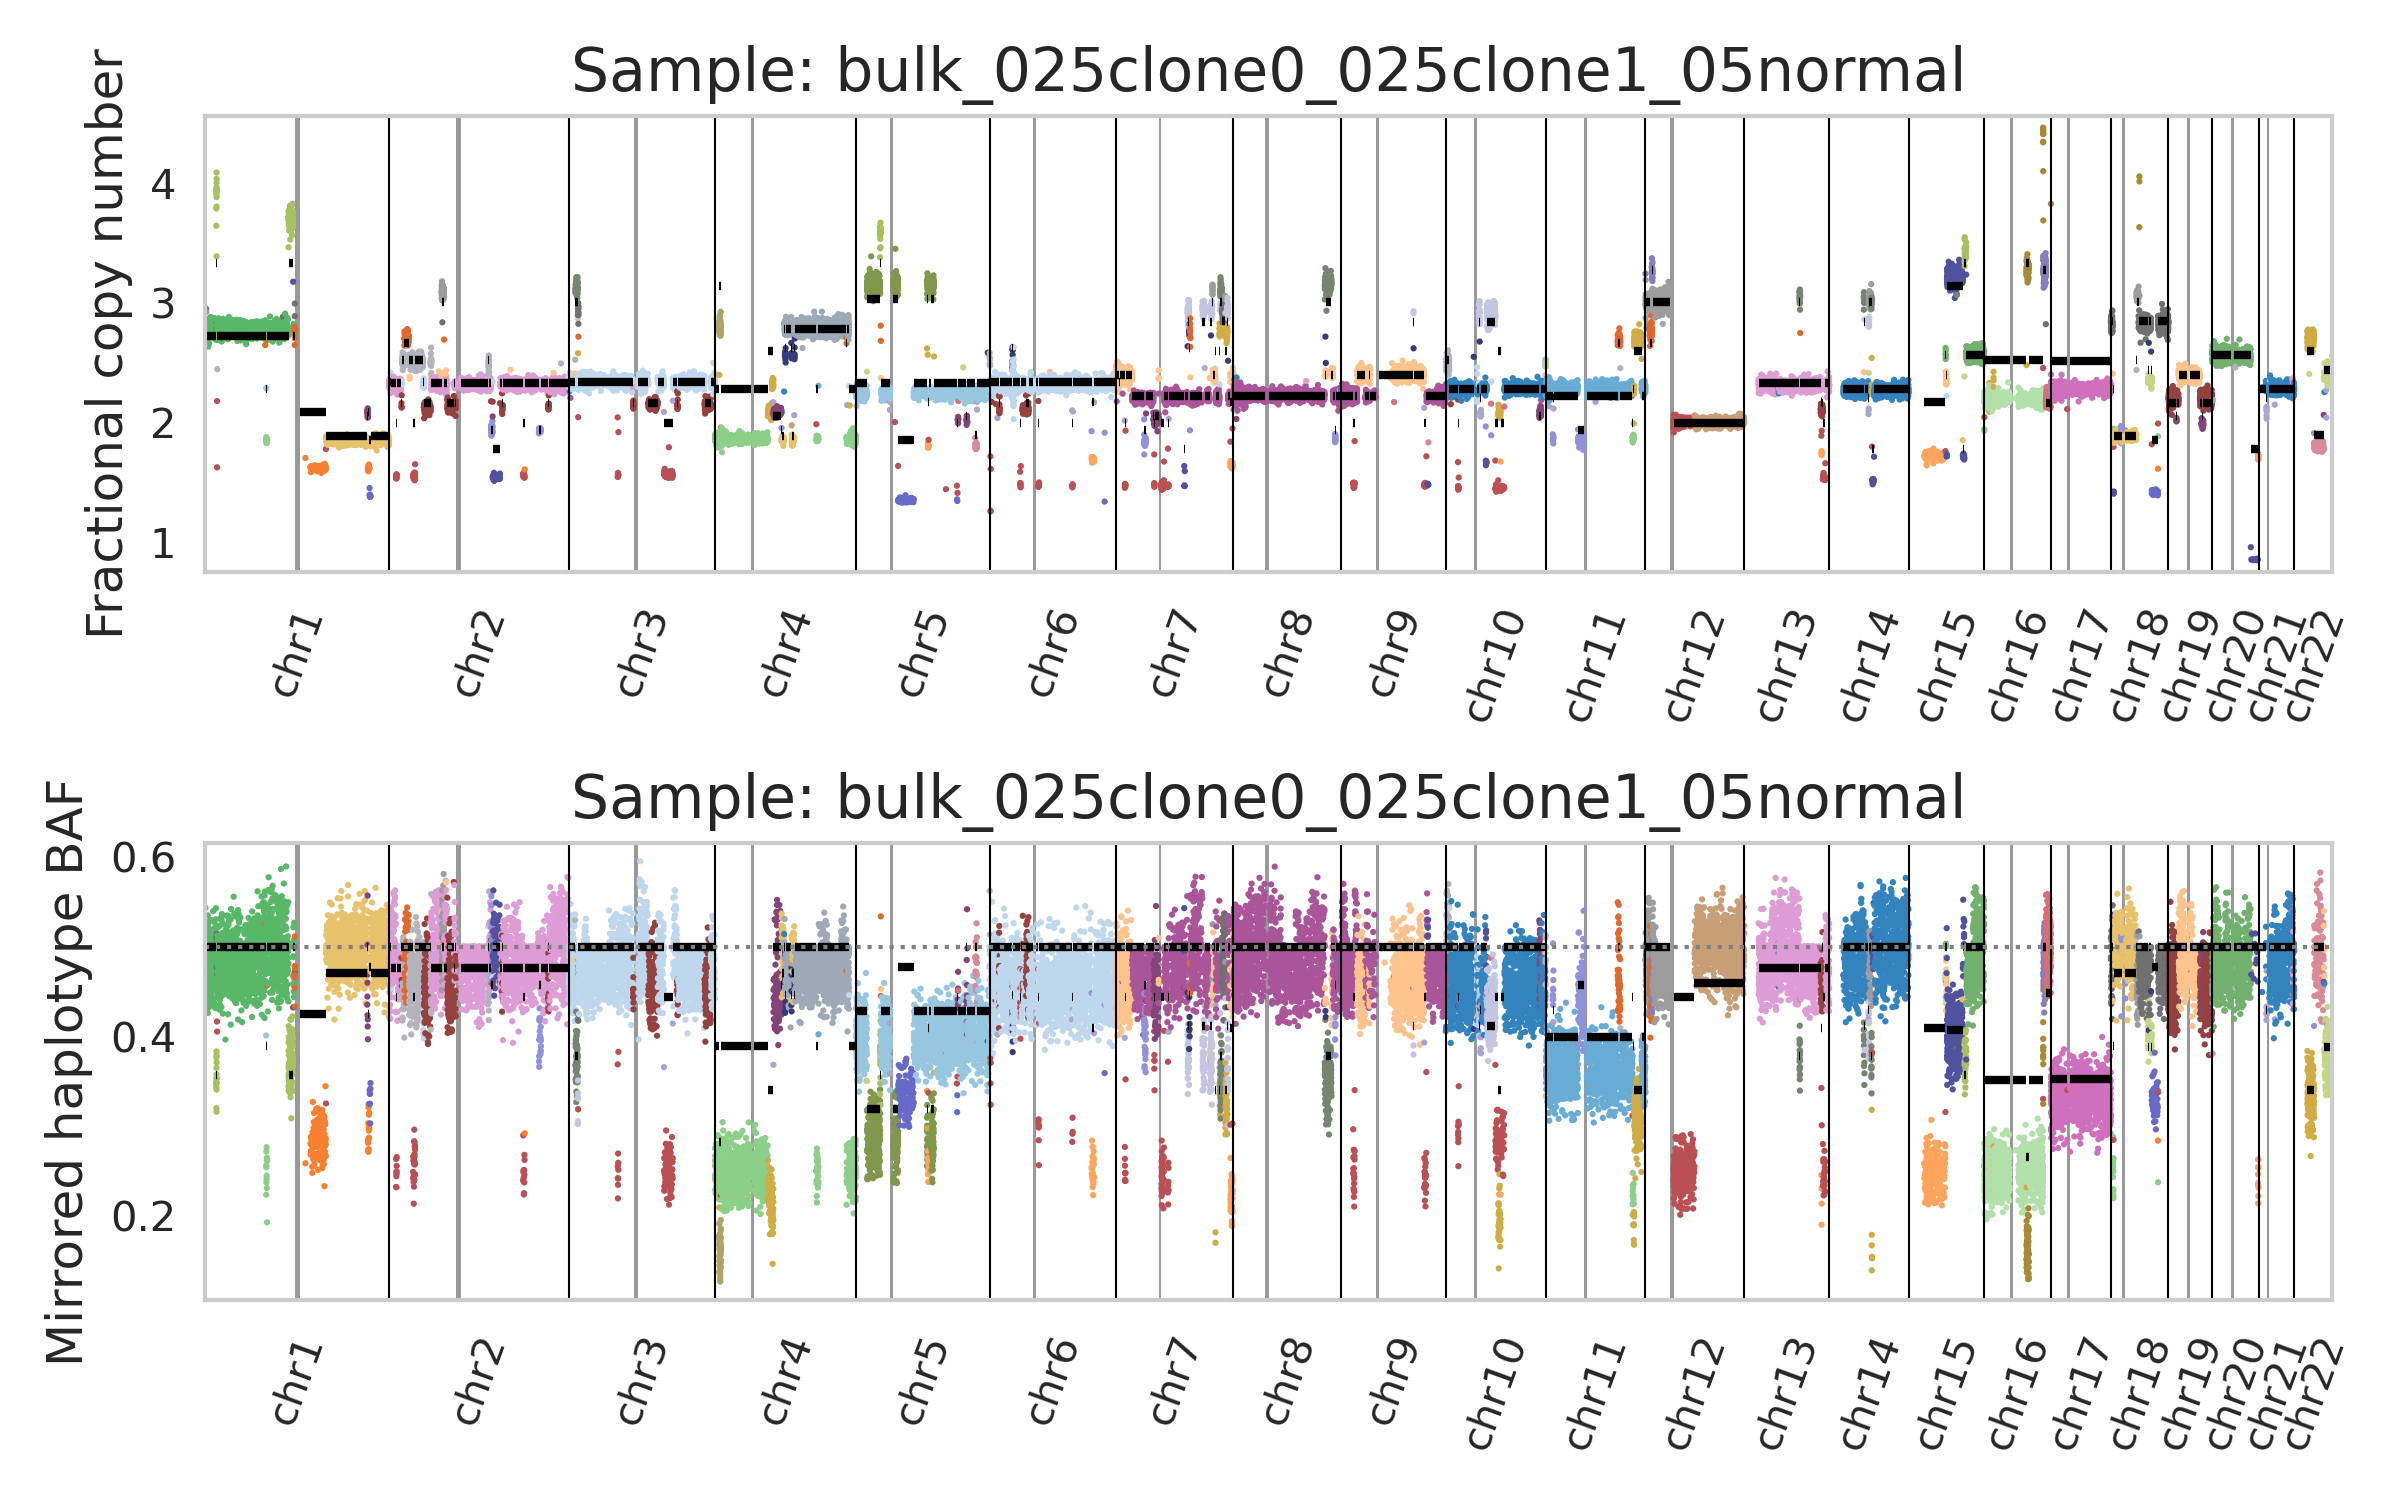 Sample: bulk_025clone0_025clone1_05normal
Fractional copy number
4
3
2
1
chr1 chr2 chr3 chr4 chr5 chr6 chr7 chr8 chr9 chr10 chr11 chr12 chr13 chr14 chr15 chr16 chr17 chr18 chr19 chr20 chr21 chr22
Sample: bulk_025clone0_025clone1_05normal
Mirrored haplotype BAF
0.6
0.4
0.2
chr1 chr2 chr3 chr4 chr5 chr6 chr7 chr8 chr9 chr10 chr11 chr12 chr13 chr14 chr15 chr16 chr17 chr18 chr19 chr20 chr21 chr22